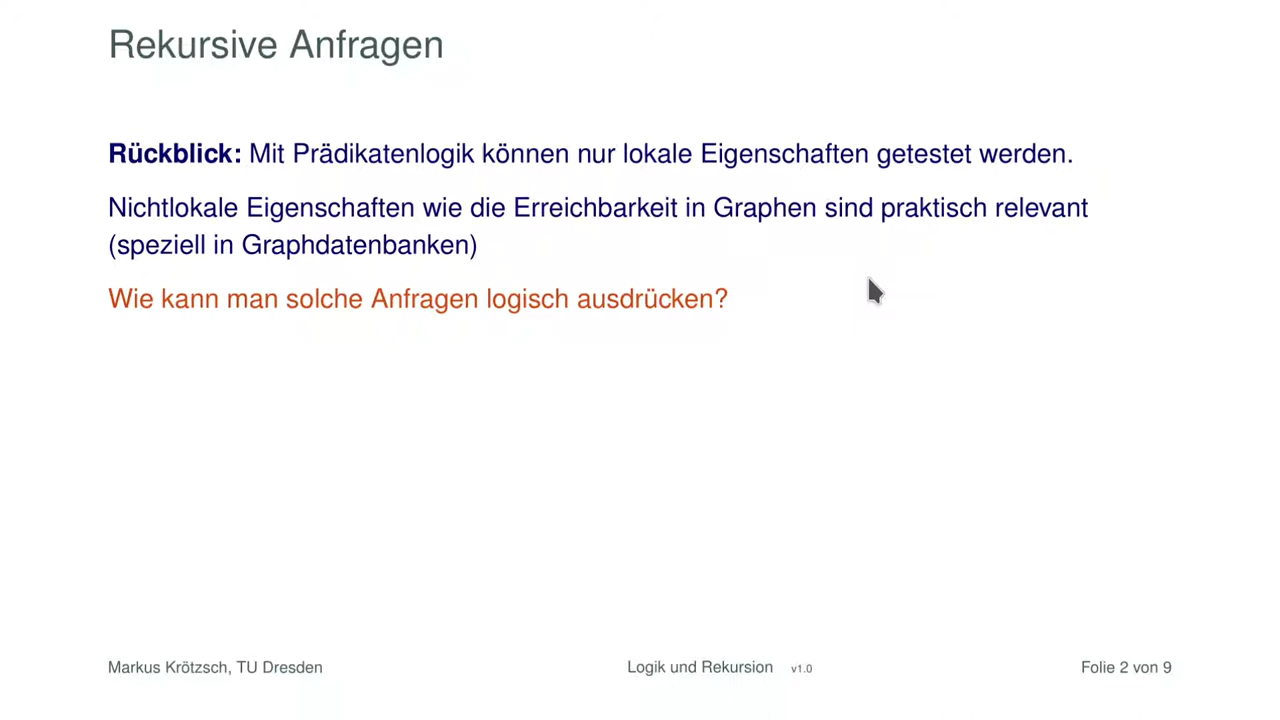 Rekursive Anfragen
Rückblick: Mit Prädikatenlogik können nur lokale Eigenschaften getestet werden.
Nichtlokale Eigenschaften wie die Erreichbarkeit in Graphen sind praktisch relevant
(speziell in Graphdatenbanken)
Wie kann man solche Anfragen logisch ausdrücken?
Markus Krötzsch, TU Dresden Logik und Rekursion v1.0 Folie 2 von 9